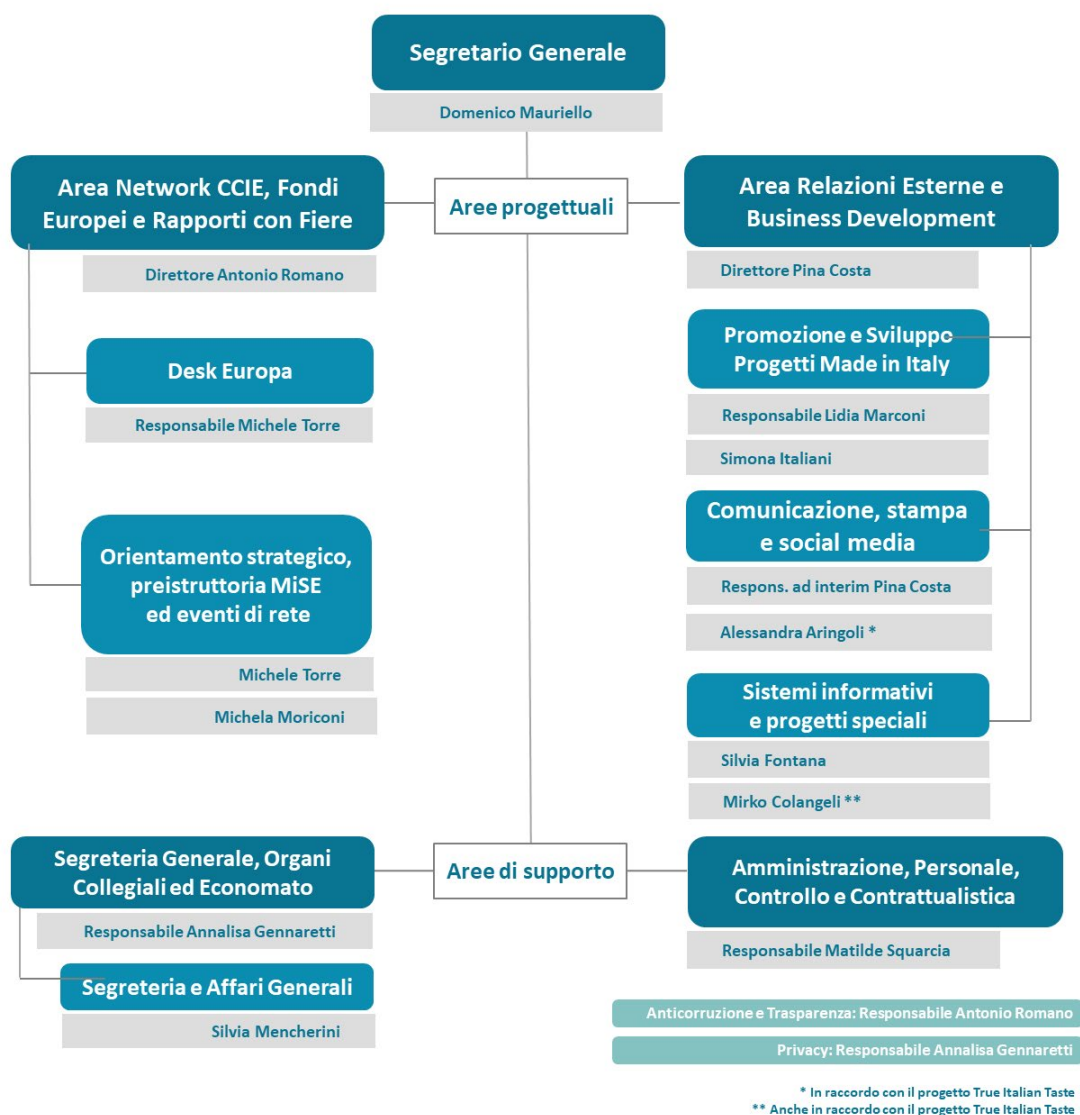 Segretario Generale
Domenico Mauriello
Aree progettuali
Area Network CCIE, Fondi
Europei e Rapporti con Fiere
Direttore Antonio Romano
Desk Europa
Responsabile Michele Torre
Orientamento strategico,
preistruttoria MiSE
ed eventi di rete
Michele Torre
Michela Moriconi
Area Relazioni Esterne e
Business Development
Direttore Pina Costa
Promozione e Sviluppo
Progetti Made in Italy
Responsabile Lidia Marconi
Simona Italiani
Comunicazione, stampa
e social media
Respons. ad interim Pina Costa
Alessandra Aringoli *
Sistemi informativi
e progetti speciali
Silvia Fontana
Mirko Colangeli **
Aree di supporto
Segreteria Generale, Organi
Collegiali ed Economato
Responsabile Annalisa Gennaretti
Segreteria e Affari Generali
Silvia Mencherini
Amministrazione, Personale,
Controllo e Contrattualistica
Responsabile Matilde Squarcia
Anticorruzione e Trasparenza: Responsabile Antonio Romano
Privacy: Responsabile Annalisa Gennaretti
* In raccordo con il progetto True Italian Taste
** Anche in raccordo con il progetto True Italian Taste